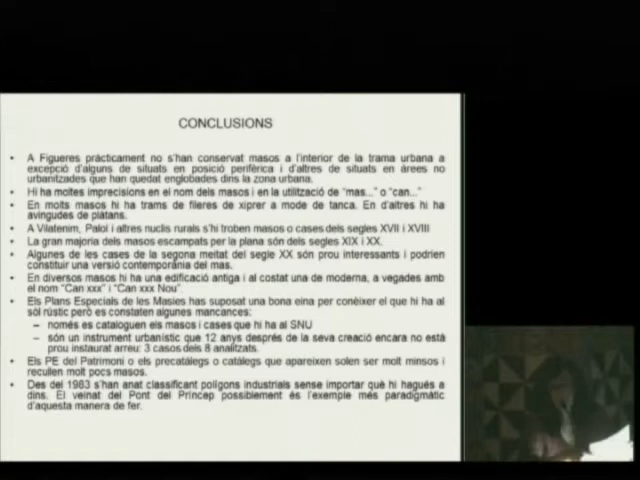 CONCLUSIONS
• A Figueres pràcticament no s'han conservat masos a l'interior de la trama urbana a
excepció d'alguns de situats en posició perifèrica i d'altres de situats en àrees no
urbanitzades que han quedat englobades dins la zona urbana.
• Hi ha moltes imprecisions en el nom dels masos i en la utilització de "mas..." o "can..."
• En molts masos hi ha trams de fileres de xiprer a mode de tanca. En d'altres hi ha
avingudes de plàtans.
• A Vilatenim, Palol i altres nuclis rurals s'hi troben masos o cases dels segles XVII i XVIII
• La gran majoria dels masos escampats per la plana són dels segles XIX i XX.
• Algunes de les cases de la segona meitat del segle XX són prou interessants i podrien
constituir una versió contemporània del mas.
• En diversos masos hi ha una edificació antiga i al costat una de moderna, a vegades amb
el nom "Can xxx" i "Can xxx Nou".
• Els Plans Especials de les Masies han suposat una bona eina per conèixer el que hi ha al
sòl rústic però es constaten algunes mancances:
– només es cataloguen els masos i cases que hi ha al SNU
– són un instrument urbanístic que 12 anys després de la seva creació encara no està
prou instaurat arreu: 3 casos dels 8 analitzats.
• Els PE del Patrimoni o els precatàlegs o catàlegs que apareixen solen ser molt minsos i
recullen molt pocs masos.
• Des del 1983 s'han anat classificant polígons industrials sense importar què hi hagués a
dins. El veïnat del Pont del Príncep possiblement és l'exemple més paradigmàtic
d'aquesta manera de fer.